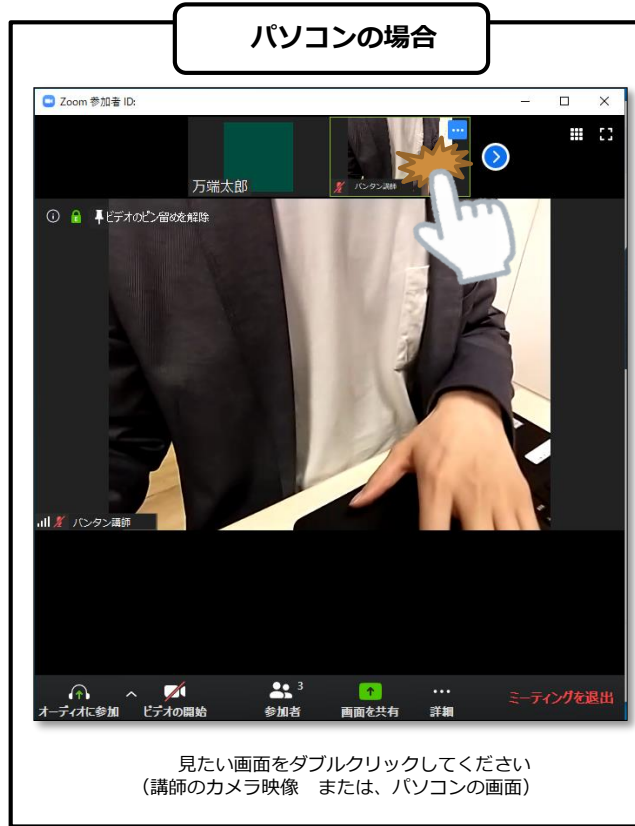 パソコンの場合
Zoom 参加者 ID:
万端太郎
バンタン講師
ビデオのピン留めを解除
バンタン講師
3
オーディオに参加
ビデオの開始
参加者
画面を共有
詳細
ミーティングを退出
見たい画面をダブルクリックしてください
（講師のカメラ映像　または、パソコンの画面）